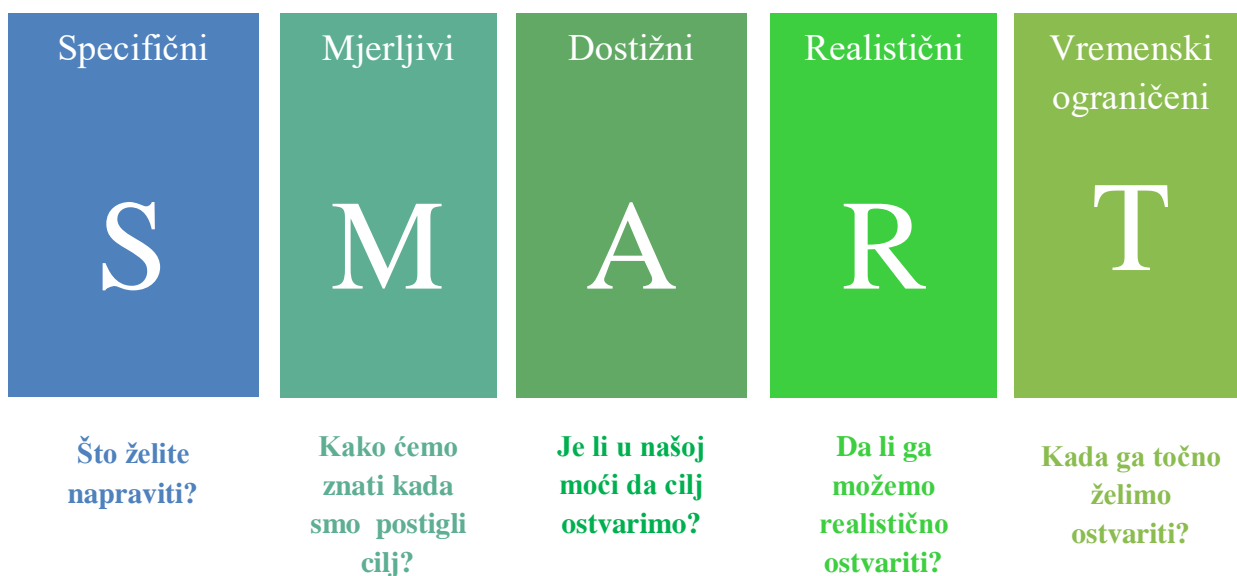 Specifični
S
Što želite
napraviti?
Mjerljivi
M
Kako ćemo
znati kada
smo postigli
cilj?
Dostižni
A
Je li u našoj
moći da cilj
ostvarimo?
Realistični
R
Da li ga
možemo
realistično
ostvariti?
Vremenski
ograničeni
T
Kada ga točno
želimo
ostvariti?